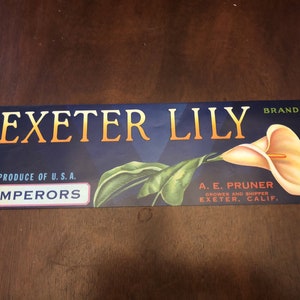 EXETER LILY
BRAND
PRODUCE OF U.S.A.
MPERORS
A. E. PRUNER
GROWER AND SHIPPER
EXETER, CALIF.